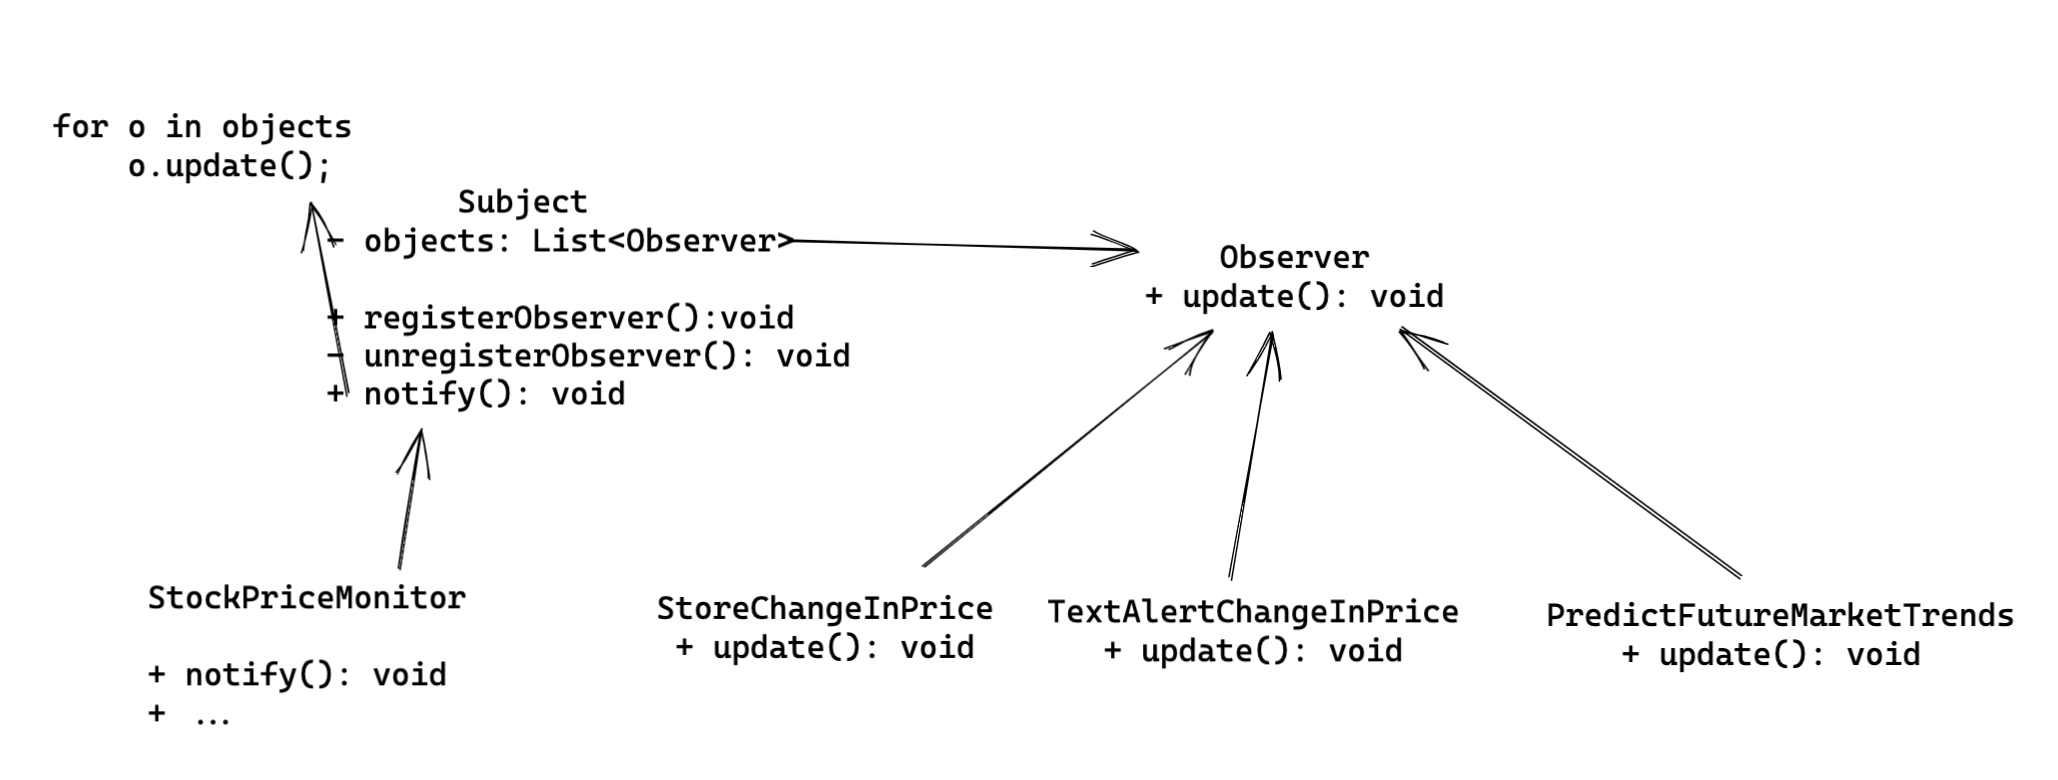 for o in objects
o.update();
Subject
- objects: List<Observer>
+ registerObserver():void
- unregisterObserver(): void
+ notify(): void
Observer
+ update(): void
StockPriceMonitor
+ notify(): void
+ ...
StoreChangeInPrice
+ update(): void
TextAlertChangeInPrice
+ update(): void
PredictFutureMarketTrends
+ update(): void